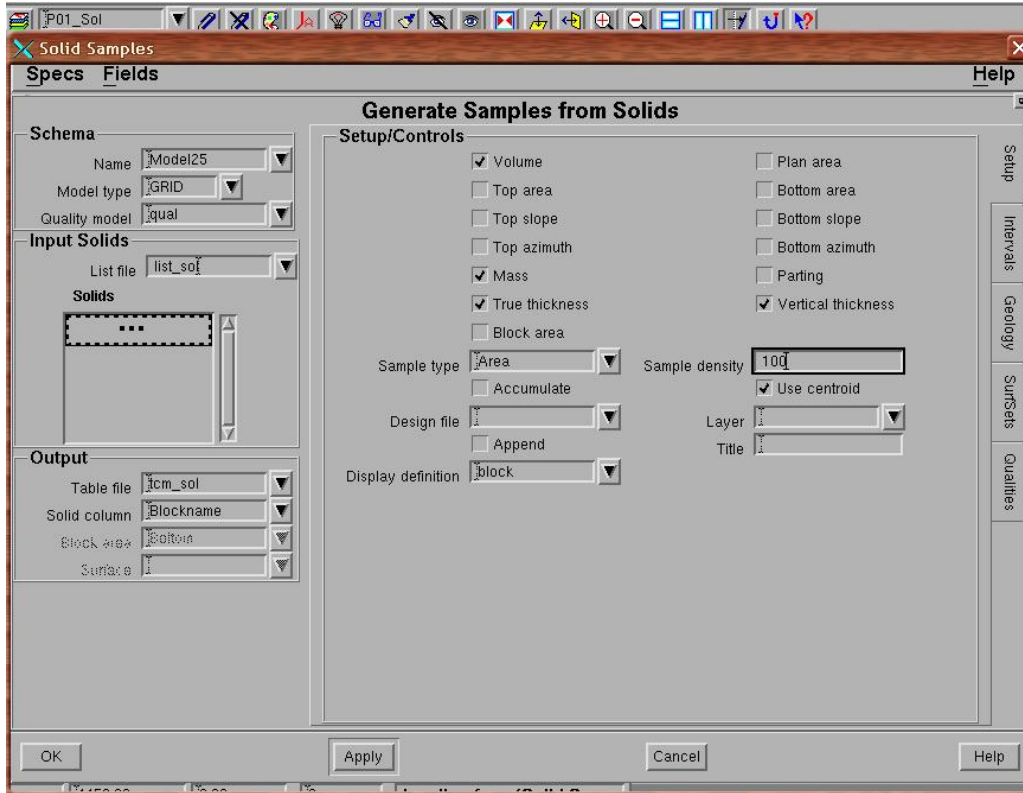 P01_Sol
Solid Samples
Specs Fields Help
Generate Samples from Solids
Schema
Name Model25
Model type GRID
Quality model qual
Input Solids
List file list_sol
Solids
...
Output
Table file tcm_sol
Solid column Blockname
Block area Bottom
Surface
Setup/Controls
Volume Plan area
Top area Bottom area
Top slope Bottom slope
Top azimuth Bottom azimuth
Mass Parting
True thickness Vertical thickness
Block area
Sample type Area Sample density 100
Accumulate Use centroid
Design file Layer
Append Title
Display definition block
Setup
Intervals
Geology
SurfSets
Qualities
OK Apply Cancel Help